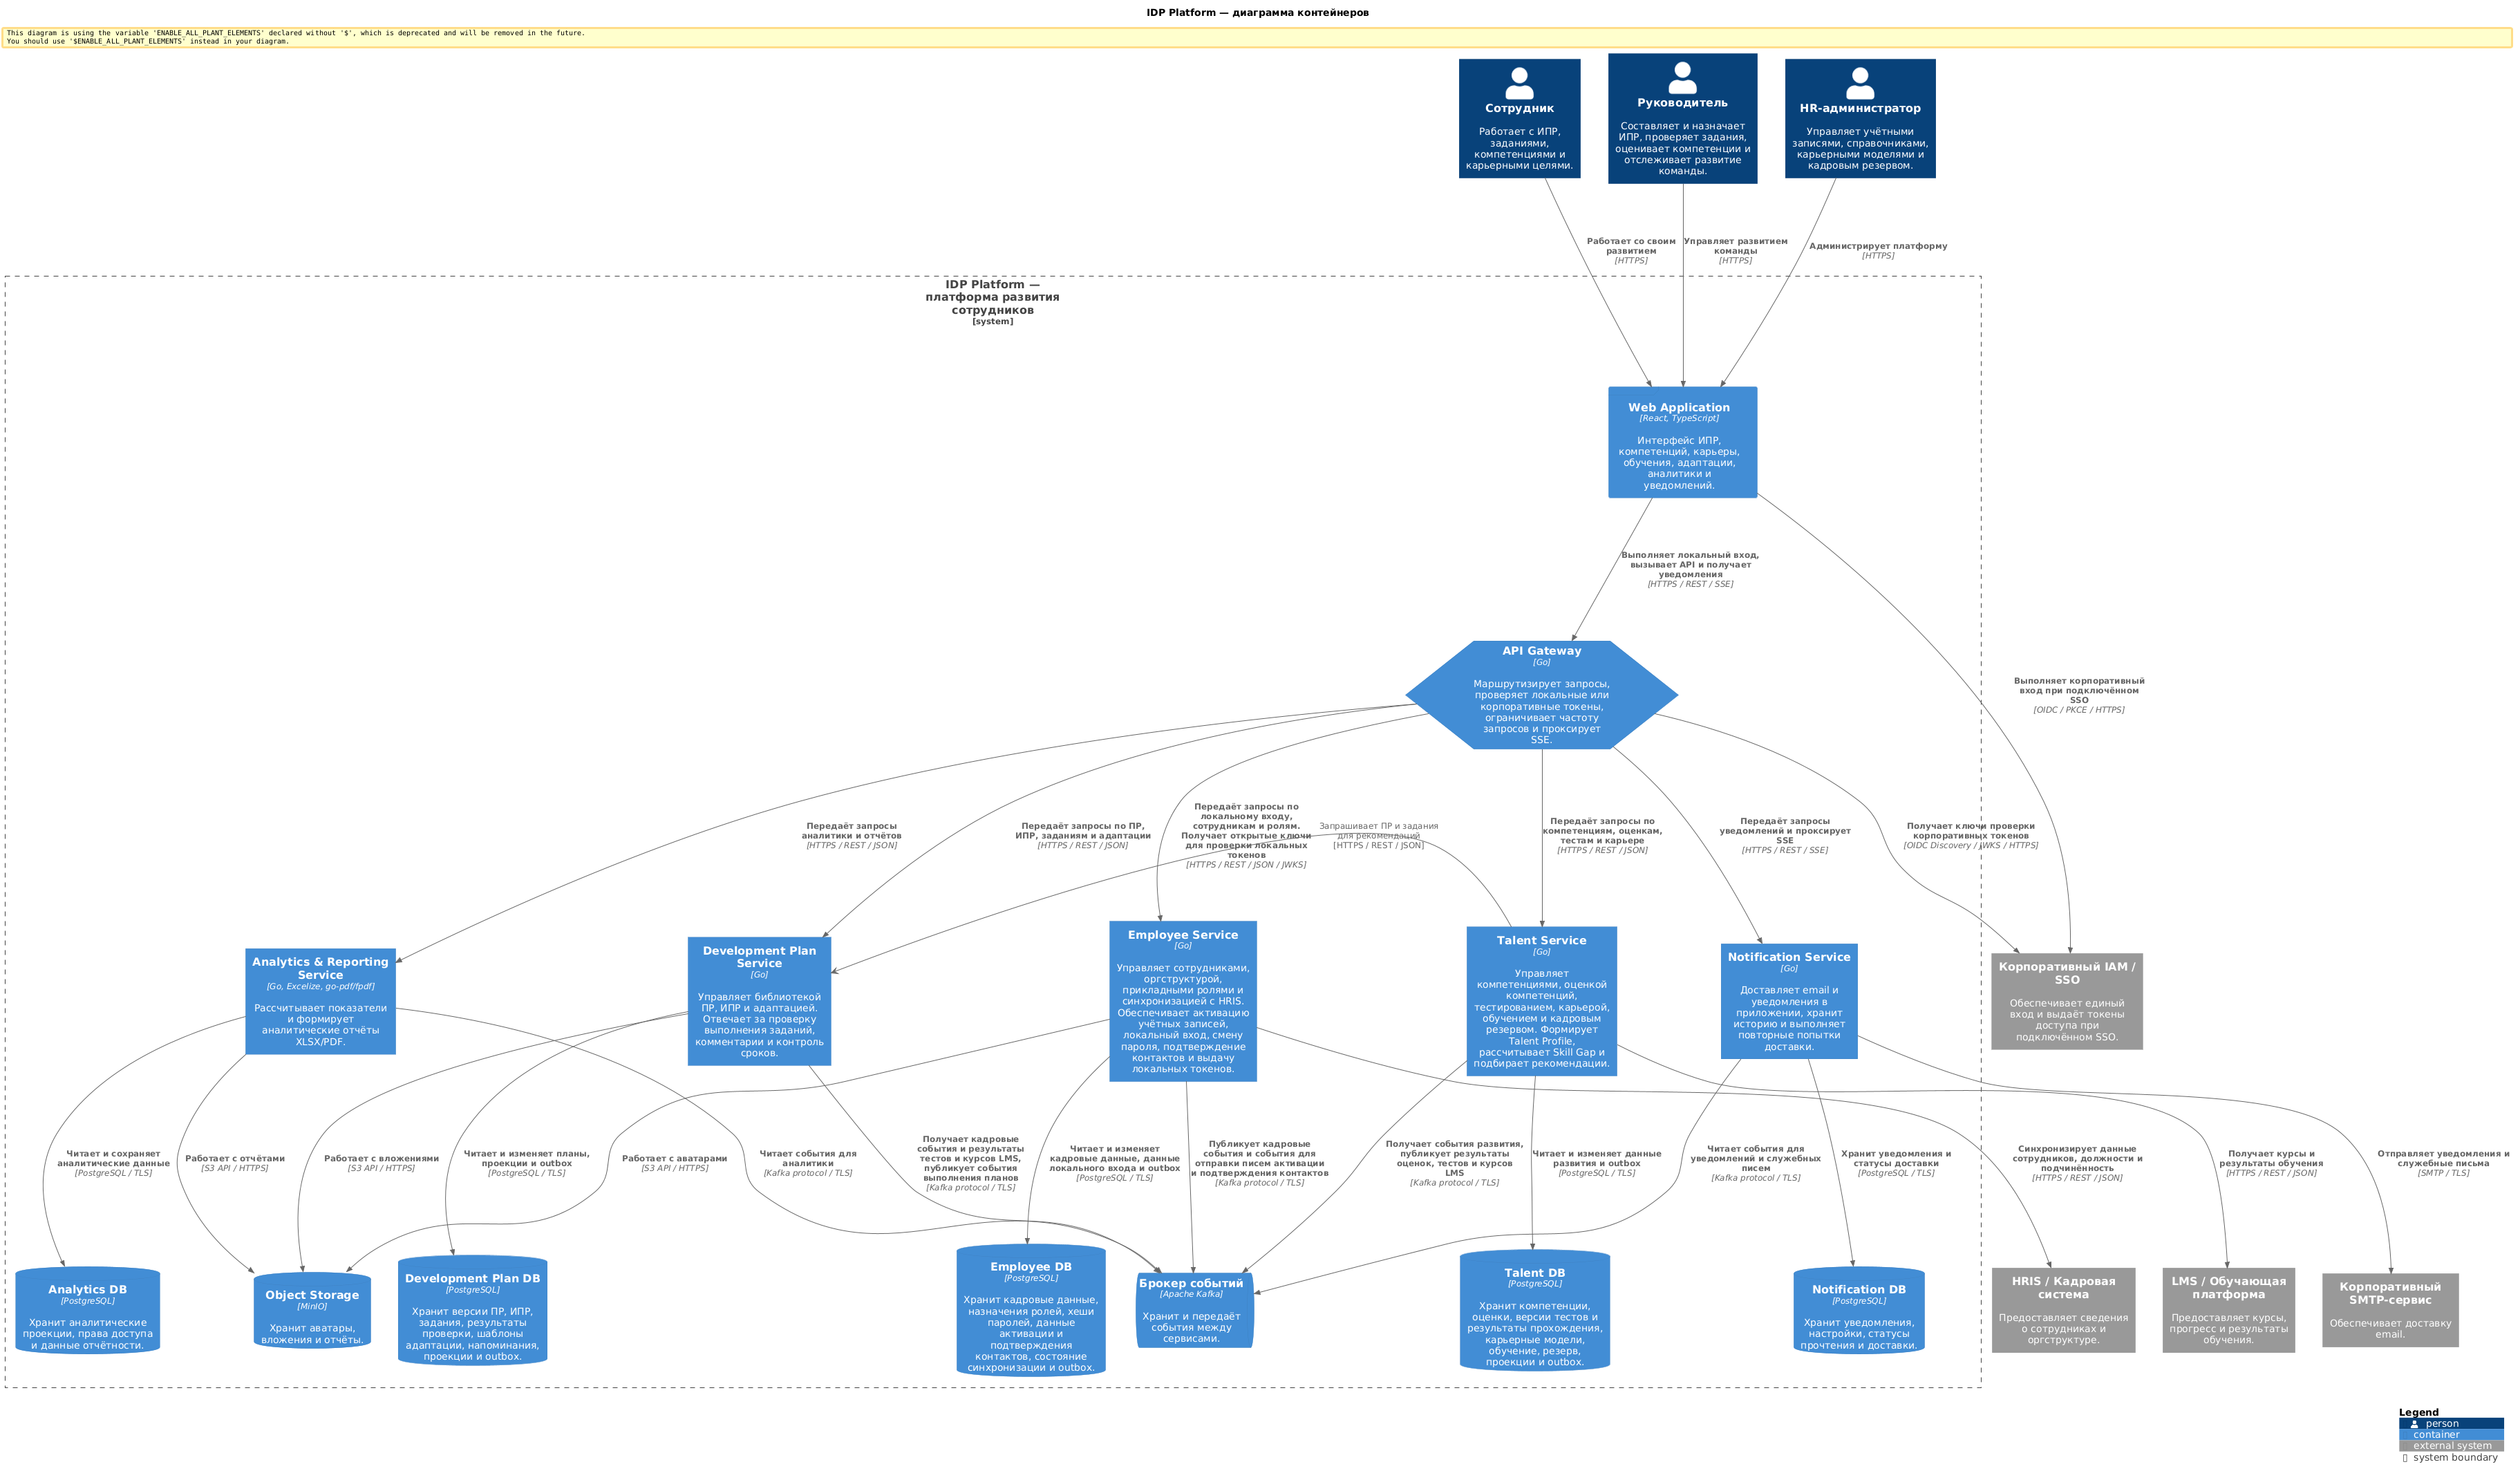 IDP Platform — диаграмма контейнеров
This diagram is using the variable 'ENABLE_ALL_PLANT_ELEMENTS' declared without '$', which is deprecated and will be removed in the future.
You should use '$ENABLE_ALL_PLANT_ELEMENTS' instead in your diagram.
Сотрудник
Работает с ИПР,
заданиями,
компетенциями и
карьерными целями.
Руководитель
Составляет и назначает
ИПР, проверяет задания,
оценивает компетенции и
отслеживает развитие
команды.
HR-администратор
Управляет учётными
записями, справочниками,
карьерными моделями и
кадровым резервом.
Работает со своим
развитием
[HTTPS]
Управляет развитием
команды
[HTTPS]
Администрирует платформу
[HTTPS]
IDP Platform —
платформа развития
сотрудников
[system]
Web Application
[React, TypeScript]
Интерфейс ИПР,
компетенций, карьеры,
обучения, адаптации,
аналитики и
уведомлений.
Выполняет локальный вход,
вызывает API и получает
уведомления
[HTTPS / REST / SSE]
Выполняет корпоративный
вход при подключённом
SSO
[OIDC / PKCE / HTTPS]
API Gateway
[Go]
Маршрутизирует запросы,
проверяет локальные или
корпоративные токены,
ограничивает частоту
запросов и проксирует
SSE.
Передаёт запросы
аналитики и отчётов
[HTTPS / REST / JSON]
Передаёт запросы по ПР,
ИПР, заданиям и адаптации
[HTTPS / REST / JSON]
Передаёт запросы по
локальному входу,
сотрудникам и ролям.
Получает открытые ключи
для проверки локальных
токенов
[HTTPS / REST / JSON / JWKS]
Запрашивает ПР и задания
для рекомендаций
[HTTPS / REST / JSON]
Передаёт запросы по
компетенциям, оценкам,
тестам и карьере
[HTTPS / REST / JSON]
Передаёт запросы
уведомлений и проксирует
SSE
[HTTPS / REST / SSE]
Получает ключи проверки
корпоративных токенов
[OIDC Discovery / JWKS / HTTPS]
Analytics & Reporting
Service
[Go, Excelize, go-pdf/fpdf]
Рассчитывает показатели
и формирует
аналитические отчёты
XLSX/PDF.
Development Plan
Service
[Go]
Управляет библиотекой
ПР, ИПР и адаптацией.
Отвечает за проверку
выполнения заданий,
комментарии и контроль
сроков.
Employee Service
[Go]
Управляет сотрудниками,
оргструктурой,
прикладными ролями и
синхронизацией с HRIS.
Обеспечивает активацию
учётных записей,
локальный вход, смену
пароля, подтверждение
контактов и выдачу
локальных токенов.
Talent Service
[Go]
Управляет
компетенциями, оценкой
компетенций,
тестированием, карьерой,
обучением и кадровым
резервом. Формирует
Talent Profile,
рассчитывает Skill Gap и
подбирает рекомендации.
Notification Service
[Go]
Доставляет email и
уведомления в
приложении, хранит
историю и выполняет
повторные попытки
доставки.
Корпоративный IAM /
SSO
Обеспечивает единый
вход и выдаёт токены
доступа при
подключённом SSO.
Читает и сохраняет
аналитические данные
[PostgreSQL / TLS]
Работает с отчётами
[S3 API / HTTPS]
Работает с вложениями
[S3 API / HTTPS]
Читает и изменяет планы,
проекции и outbox
[PostgreSQL / TLS]
Работает с аватарами
[S3 API / HTTPS]
Читает события для
аналитики
[Kafka protocol / TLS]
Получает кадровые
события и результаты
тестов и курсов LMS,
публикует события
выполнения планов
[Kafka protocol / TLS]
Читает и изменяет
кадровые данные, данные
локального входа и outbox
[PostgreSQL / TLS]
Публикует кадровые
события и события для
отправки писем активации
и подтверждения контактов
[Kafka protocol / TLS]
Получает события развития,
публикует результаты
оценок, тестов и курсов
LMS
[Kafka protocol / TLS]
Читает и изменяет данные
развития и outbox
[PostgreSQL / TLS]
Читает события для
уведомлений и служебных
писем
[Kafka protocol / TLS]
Хранит уведомления и
статусы доставки
[PostgreSQL / TLS]
Синхронизирует данные
сотрудников, должности и
подчинённость
[HTTPS / REST / JSON]
Получает курсы и
результаты обучения
[HTTPS / REST / JSON]
Отправляет уведомления и
служебные письма
[SMTP / TLS]
Analytics DB
[PostgreSQL]
Хранит аналитические
проекции, права доступа
и данные отчётности.
Object Storage
[MinIO]
Хранит аватары,
вложения и отчёты.
Development Plan DB
[PostgreSQL]
Хранит версии ПР, ИПР,
задания, результаты
проверки, шаблоны
адаптации, напоминания,
проекции и outbox.
Employee DB
[PostgreSQL]
Хранит кадровые данные,
назначения ролей, хеши
паролей, данные
активации и
подтверждения
контактов, состояние
синхронизации и outbox.
Брокер событий
[Apache Kafka]
Хранит и передаёт
события между
сервисами.
Talent DB
[PostgreSQL]
Хранит компетенции,
оценки, версии тестов и
результаты прохождения,
карьерные модели,
обучение, резерв,
проекции и outbox.
Notification DB
[PostgreSQL]
Хранит уведомления,
настройки, статусы
прочтения и доставки.
HRIS / Кадровая
система
Предоставляет сведения
о сотрудниках и
оргструктуре.
LMS / Обучающая
платформа
Предоставляет курсы,
прогресс и результаты
обучения.
Корпоративный
SMTP-сервис
Обеспечивает доставку
email.
Legend
person
container
external system
system boundary